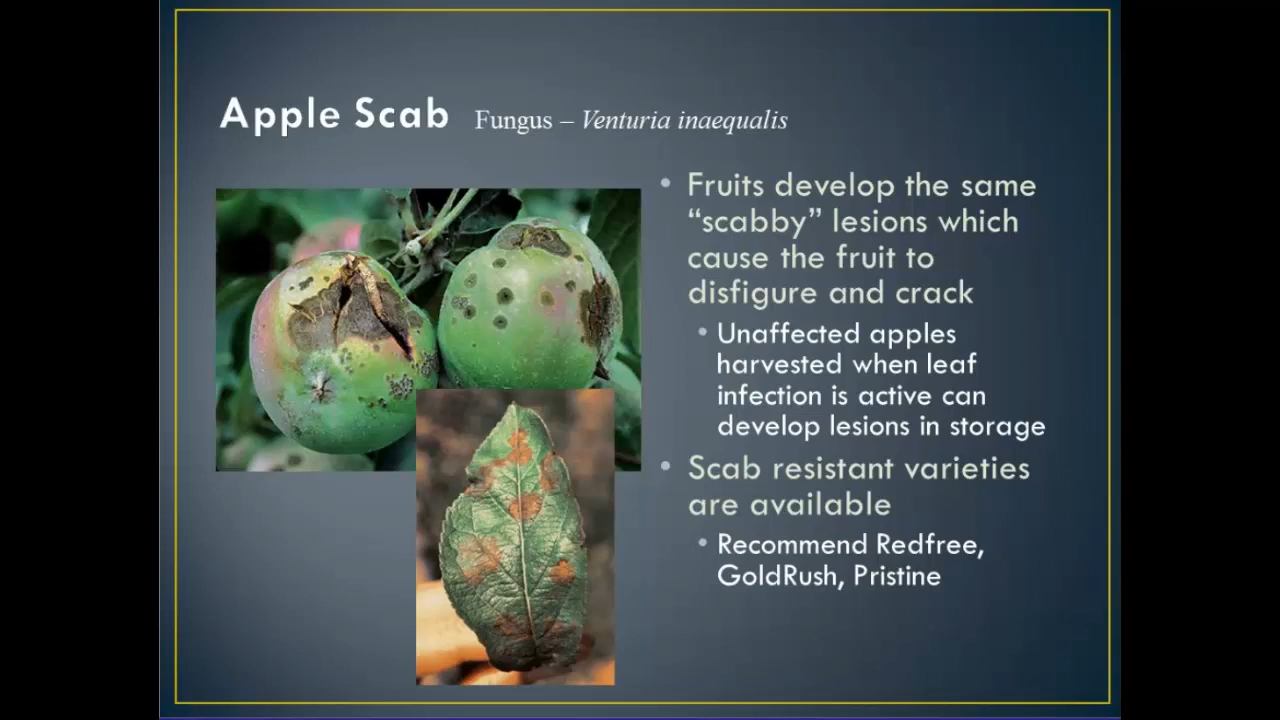 Apple Scab Fungus – Venturia inaequalis
• Fruits develop the same
“scabby” lesions which
cause the fruit to
disfigure and crack
• Unaffected apples
harvested when leaf
infection is active can
develop lesions in storage
• Scab resistant varieties
are available
• Recommend Redfree,
GoldRush, Pristine